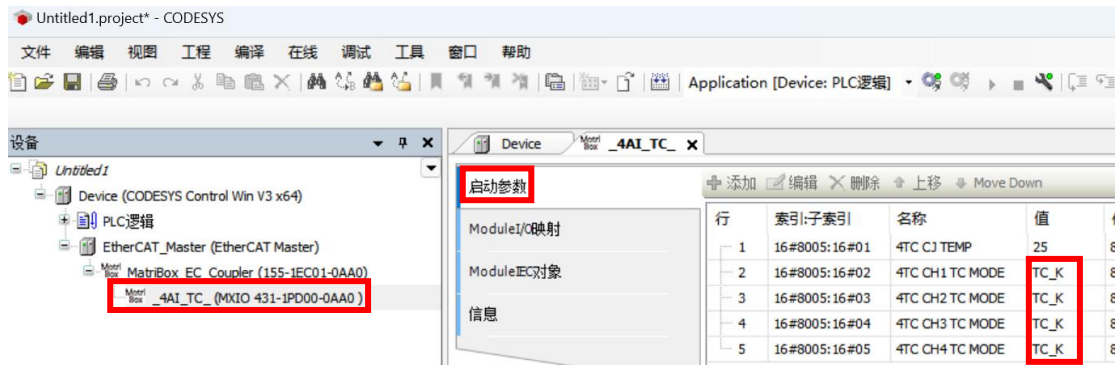 Untitled1.project* - CODESYS
文件 编辑 视图 工程 编译 在线 调试 工具 窗口 帮助
Application [Device: PLC逻辑]
设备
Device
Motri Box _4AI_TC_
Untitled1
Device (CODESYS Control Win V3 x64)
PLC逻辑
EtherCAT_Master (EtherCAT Master)
Motri Box MatriBox_EC_Coupler (155-1EC01-0AA0)
Motri Box _4AI_TC_ (MXIO 431-1PD00-0AA0 )
启动参数
ModuleI/O映射
ModuleIEC对象
信息
添加 编辑 删除 上移 Move Down
行 索引:子索引 名称 值
1 16#8005:16#01 4TC CJ TEMP 25
2 16#8005:16#02 4TC CH1 TC MODE TC_K
3 16#8005:16#03 4TC CH2 TC MODE TC_K
4 16#8005:16#04 4TC CH3 TC MODE TC_K
5 16#8005:16#05 4TC CH4 TC MODE TC_K